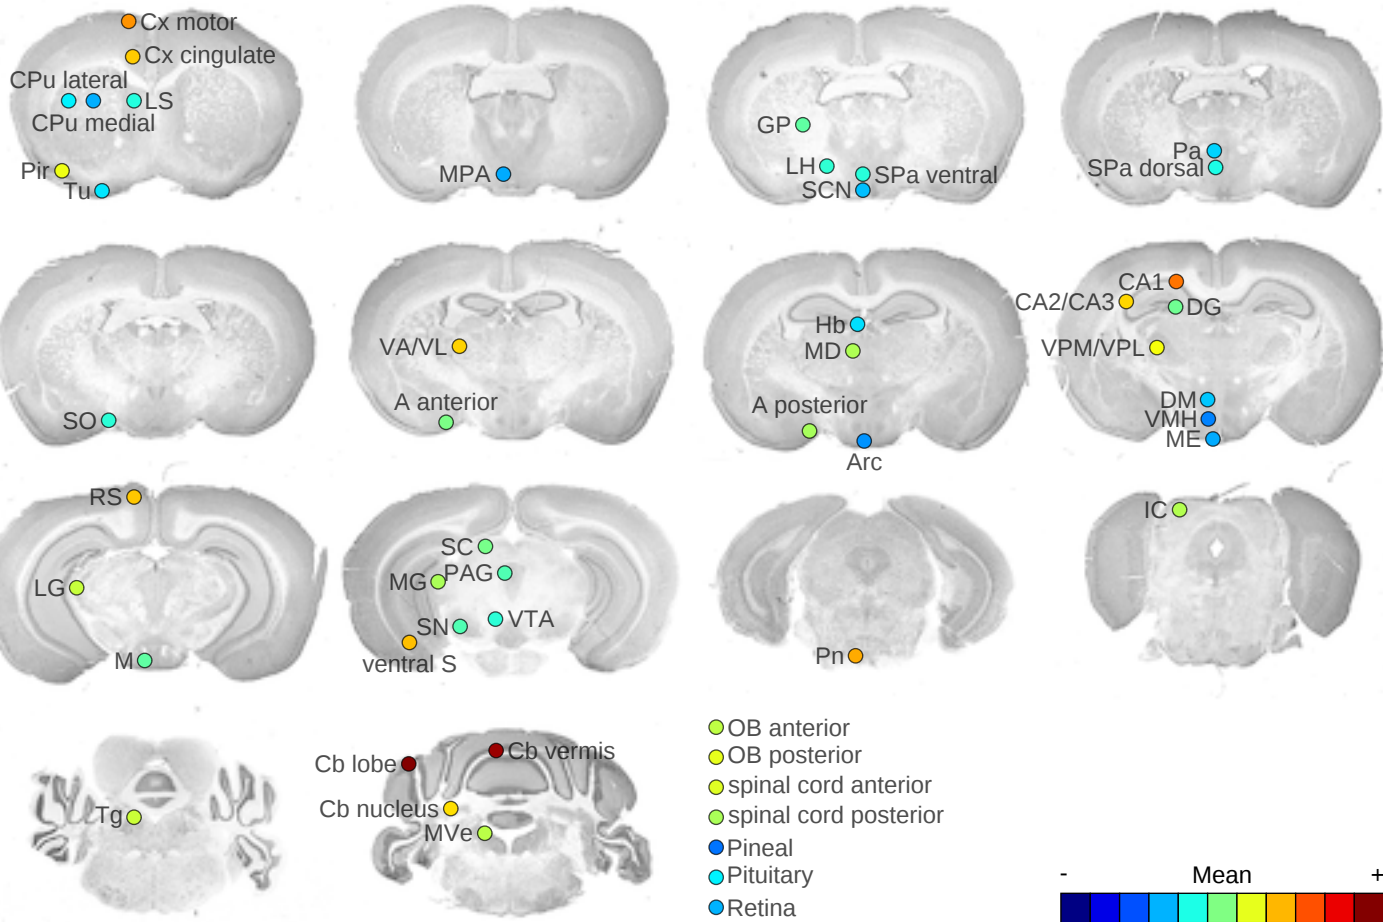 Cx motor
Cx cingulate
CPu lateral
LS
CPu medial
Pir
Tu
MPA
GP
LH
SPa ventral
SCN
Pa
SPa dorsal
SO
VA/VL
A anterior
Hb
MD
A posterior
Arc
CA1
CA2/CA3
DG
VPM/VPL
DM
VMH
ME
RS
LG
M
SC
PAG
MG
VTA
SN
ventral S
Pn
IC
Tg
Cb lobe
Cb vermis
Cb nucleus
MVe
OB anterior
OB posterior
spinal cord anterior
spinal cord posterior
Pineal
Pituitary
Retina
- Mean +